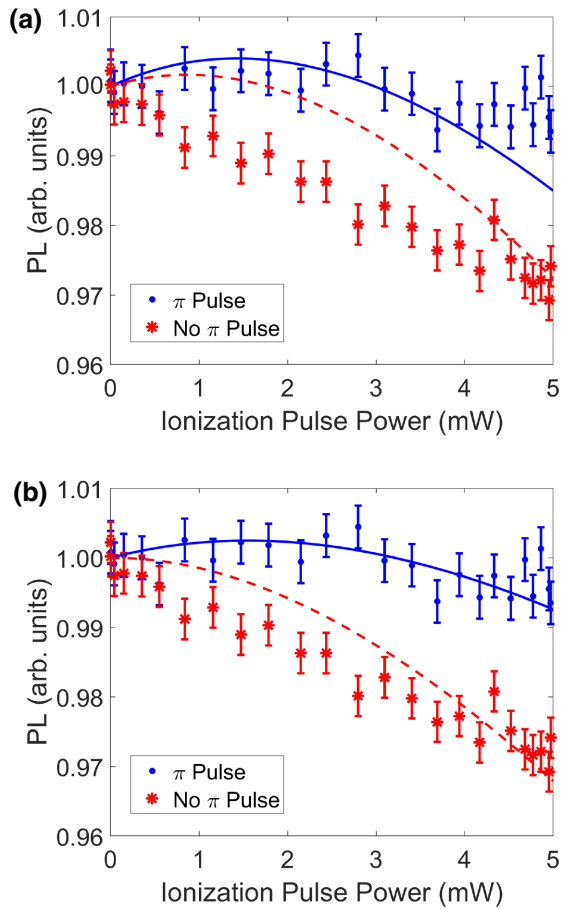 (a)
1.01
1.00
0.99
0.98
0.97
0.96
PL (arb. units)
π Pulse
No π Pulse
0 1 2 3 4 5
Ionization Pulse Power (mW)
(b)
1.01
1.00
0.99
0.98
0.97
0.96
PL (arb. units)
π Pulse
No π Pulse
0 1 2 3 4 5
Ionization Pulse Power (mW)